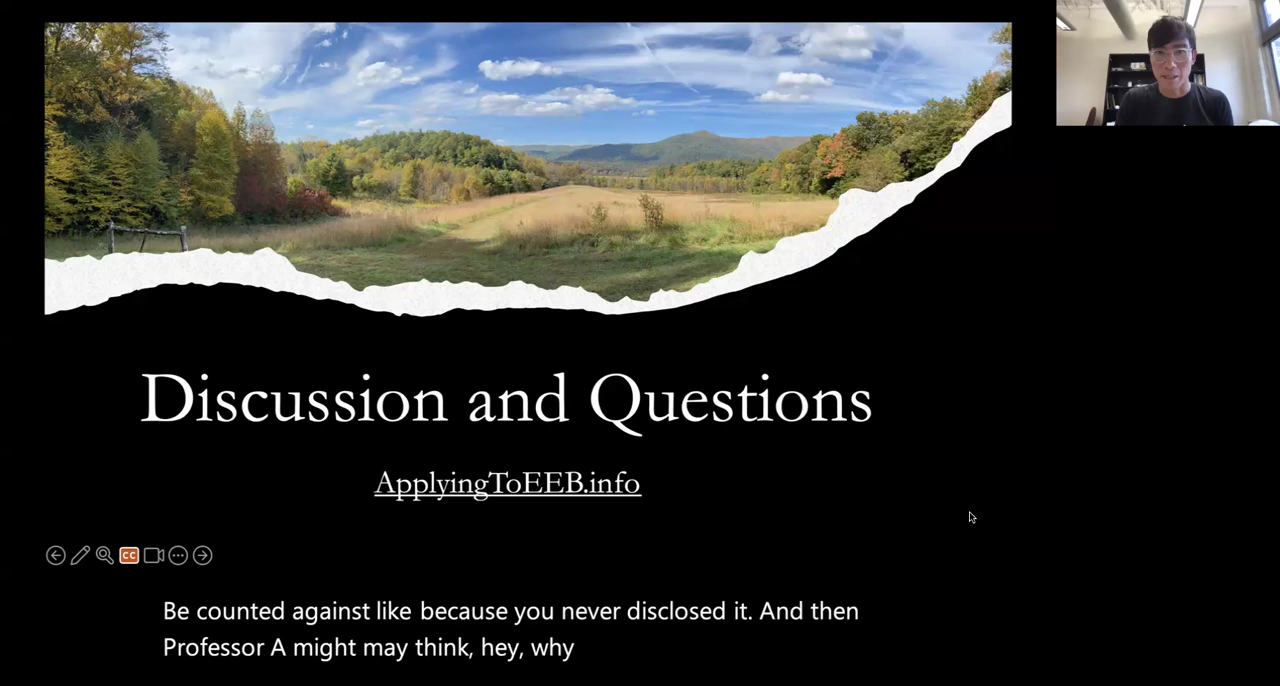 Discussion and Questions
ApplyingToEEB.info
CC
Be counted against like because you never disclosed it. And then
Professor A might may think, hey, why